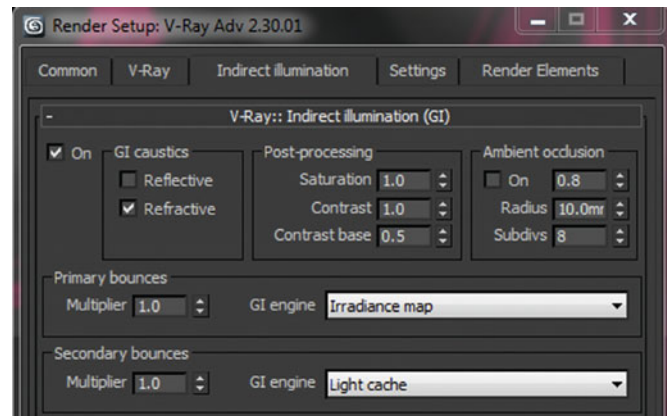 Render Setup: V-Ray Adv 2.30.01
Common V-Ray Indirect illumination Settings Render Elements
- V-Ray:: Indirect illumination (GI)
On GI caustics Post-processing Ambient occlusion
Reflective Saturation 1.0 On 0.8
Refractive Contrast 1.0 Radius 10.0mr
Contrast base 0.5 Subdivs 8
Primary bounces
Multiplier 1.0 GI engine Irradiance map
Secondary bounces
Multiplier 1.0 GI engine Light cache